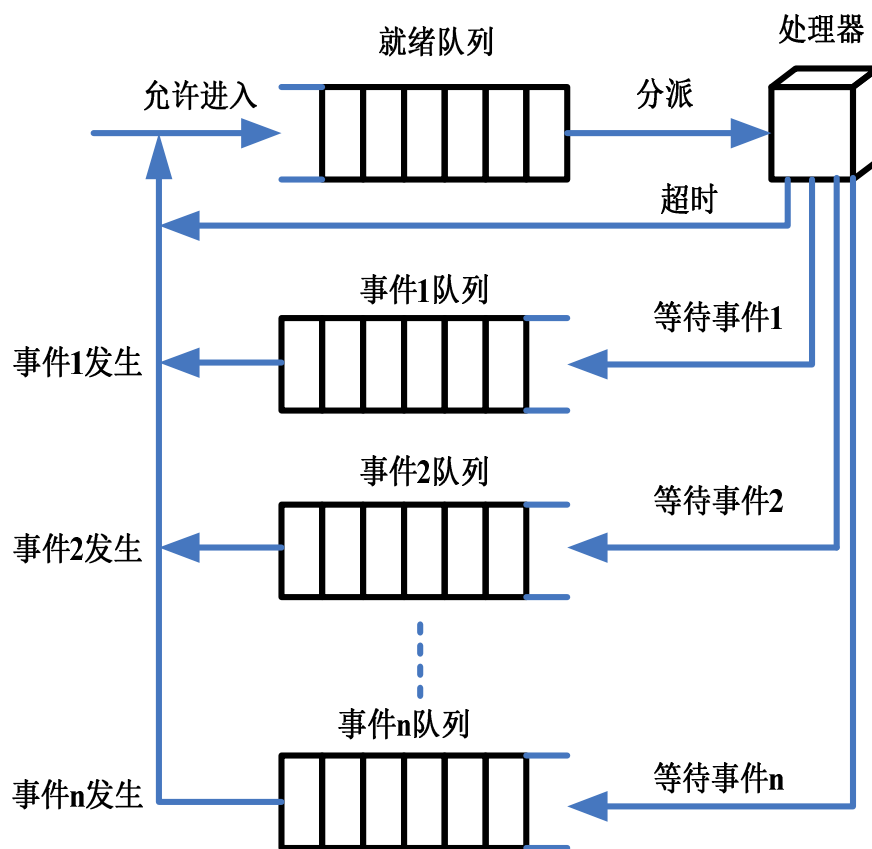 处理器
就绪队列
允许进入
分派
超时
事件1队列
等待事件1
事件1发生
事件2队列
等待事件2
事件2发生
事件n队列
等待事件n
事件n发生